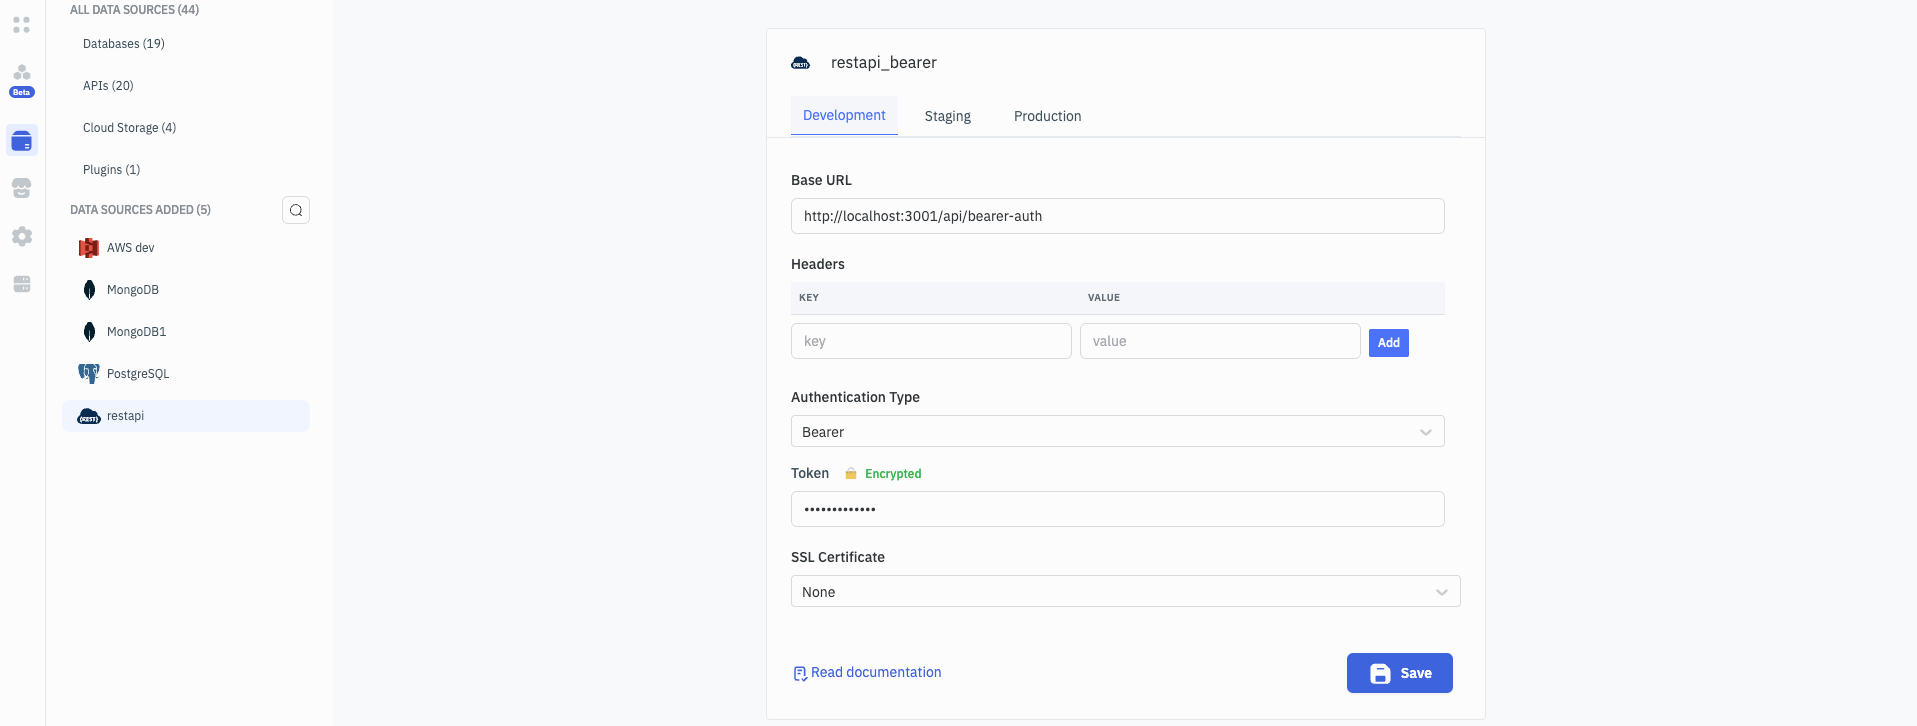 ALL DATA SOURCES (44)
Databases (19)
APIs (20)
Cloud Storage (4)
Plugins (1)
Beta
DATA SOURCES ADDED (5)
AWS dev
MongoDB
MongoDB1
PostgreSQL
restapi
restapi_bearer
Development Staging Production
Base URL
http://localhost:3001/api/bearer-auth
Headers
KEY VALUE
key value Add
Authentication Type
Bearer
Token Encrypted
•••••••••••••
SSL Certificate
None
Read documentation
Save